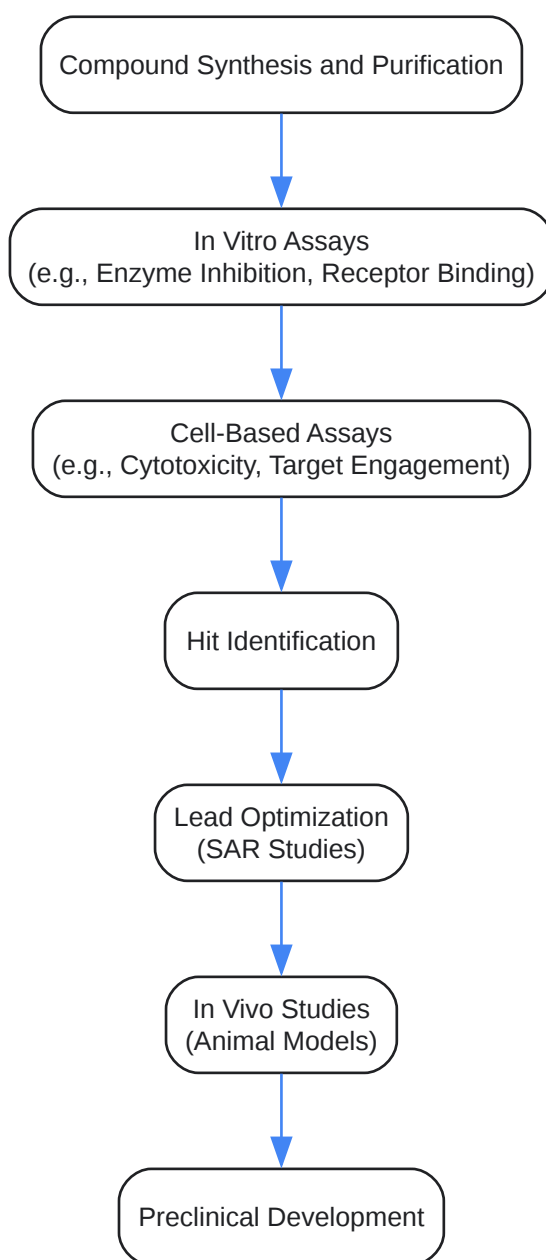 Compound Synthesis and Purification
In Vitro Assays
(e.g., Enzyme Inhibition, Receptor Binding)
Cell-Based Assays
(e.g., Cytotoxicity, Target Engagement)
Hit Identification
Lead Optimization
(SAR Studies)
In Vivo Studies
(Animal Models)
Preclinical Development